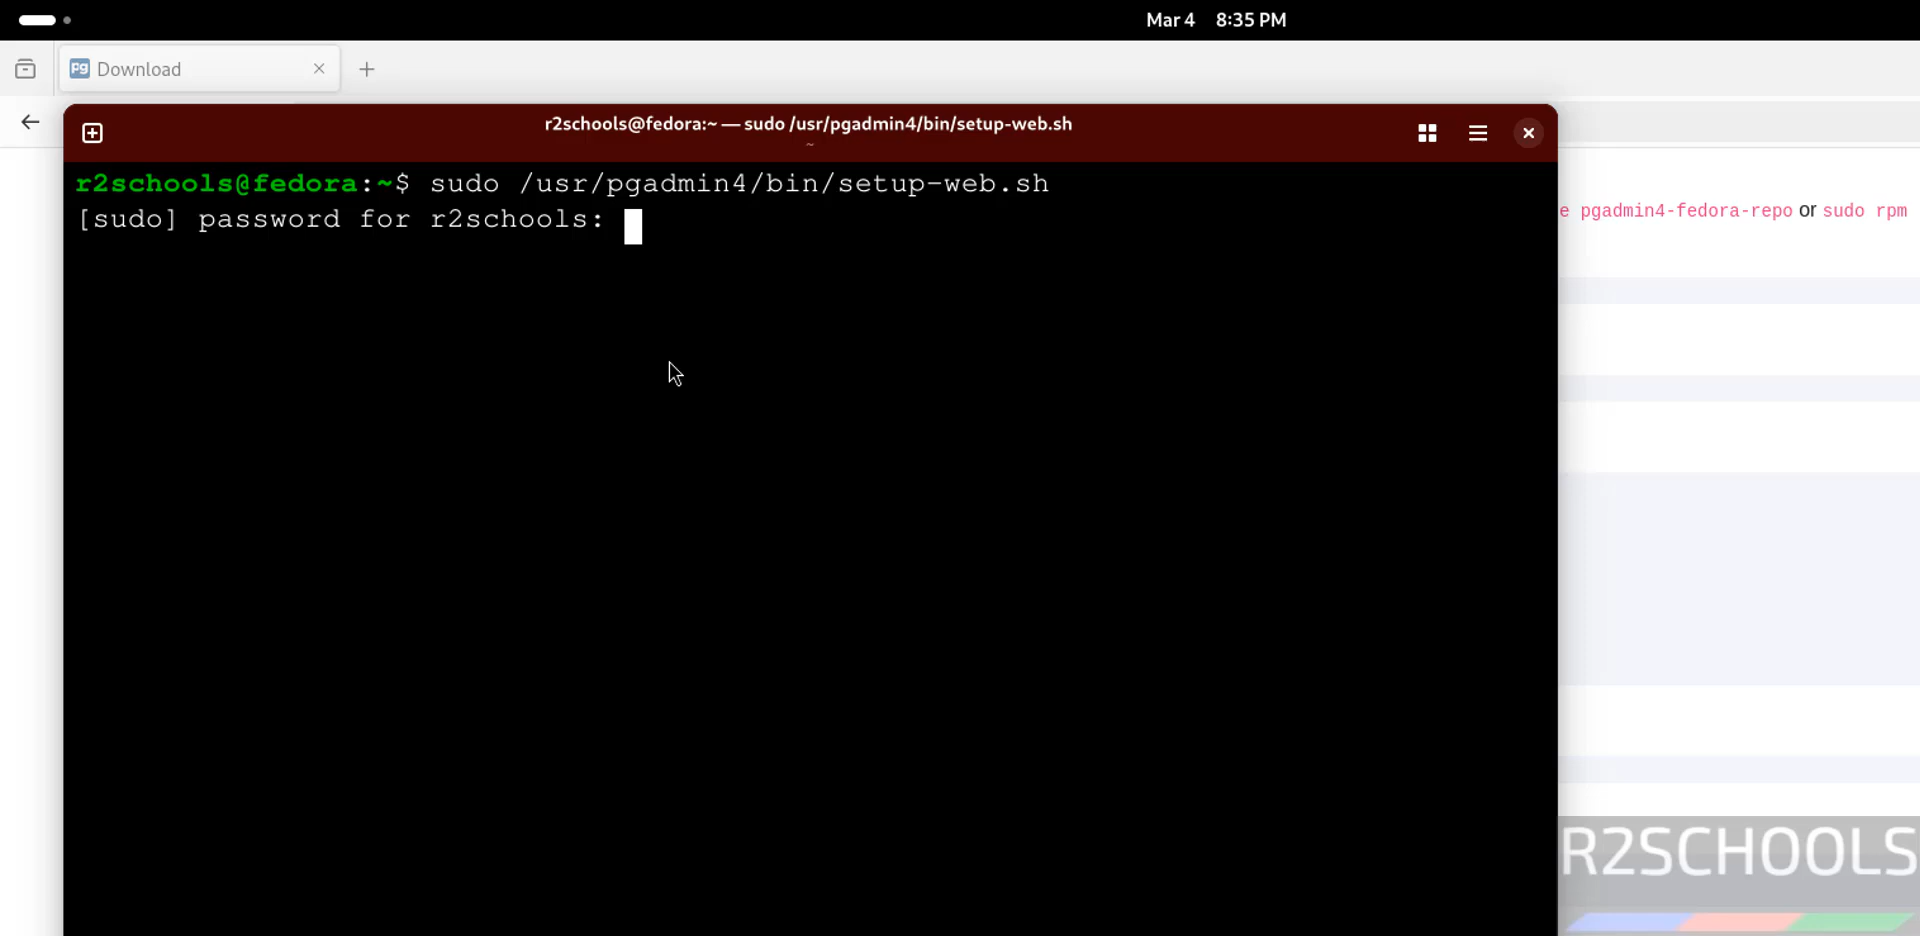 Mar 4 8:35 PM
Pg Download
r2schools@fedora:~ — sudo /usr/pgadmin4/bin/setup-web.sh
~
r2schools@fedora:~$ sudo /usr/pgadmin4/bin/setup-web.sh
[sudo] password for r2schools:
e pgadmin4-fedora-repo or sudo rpm
R2SCHOOLS